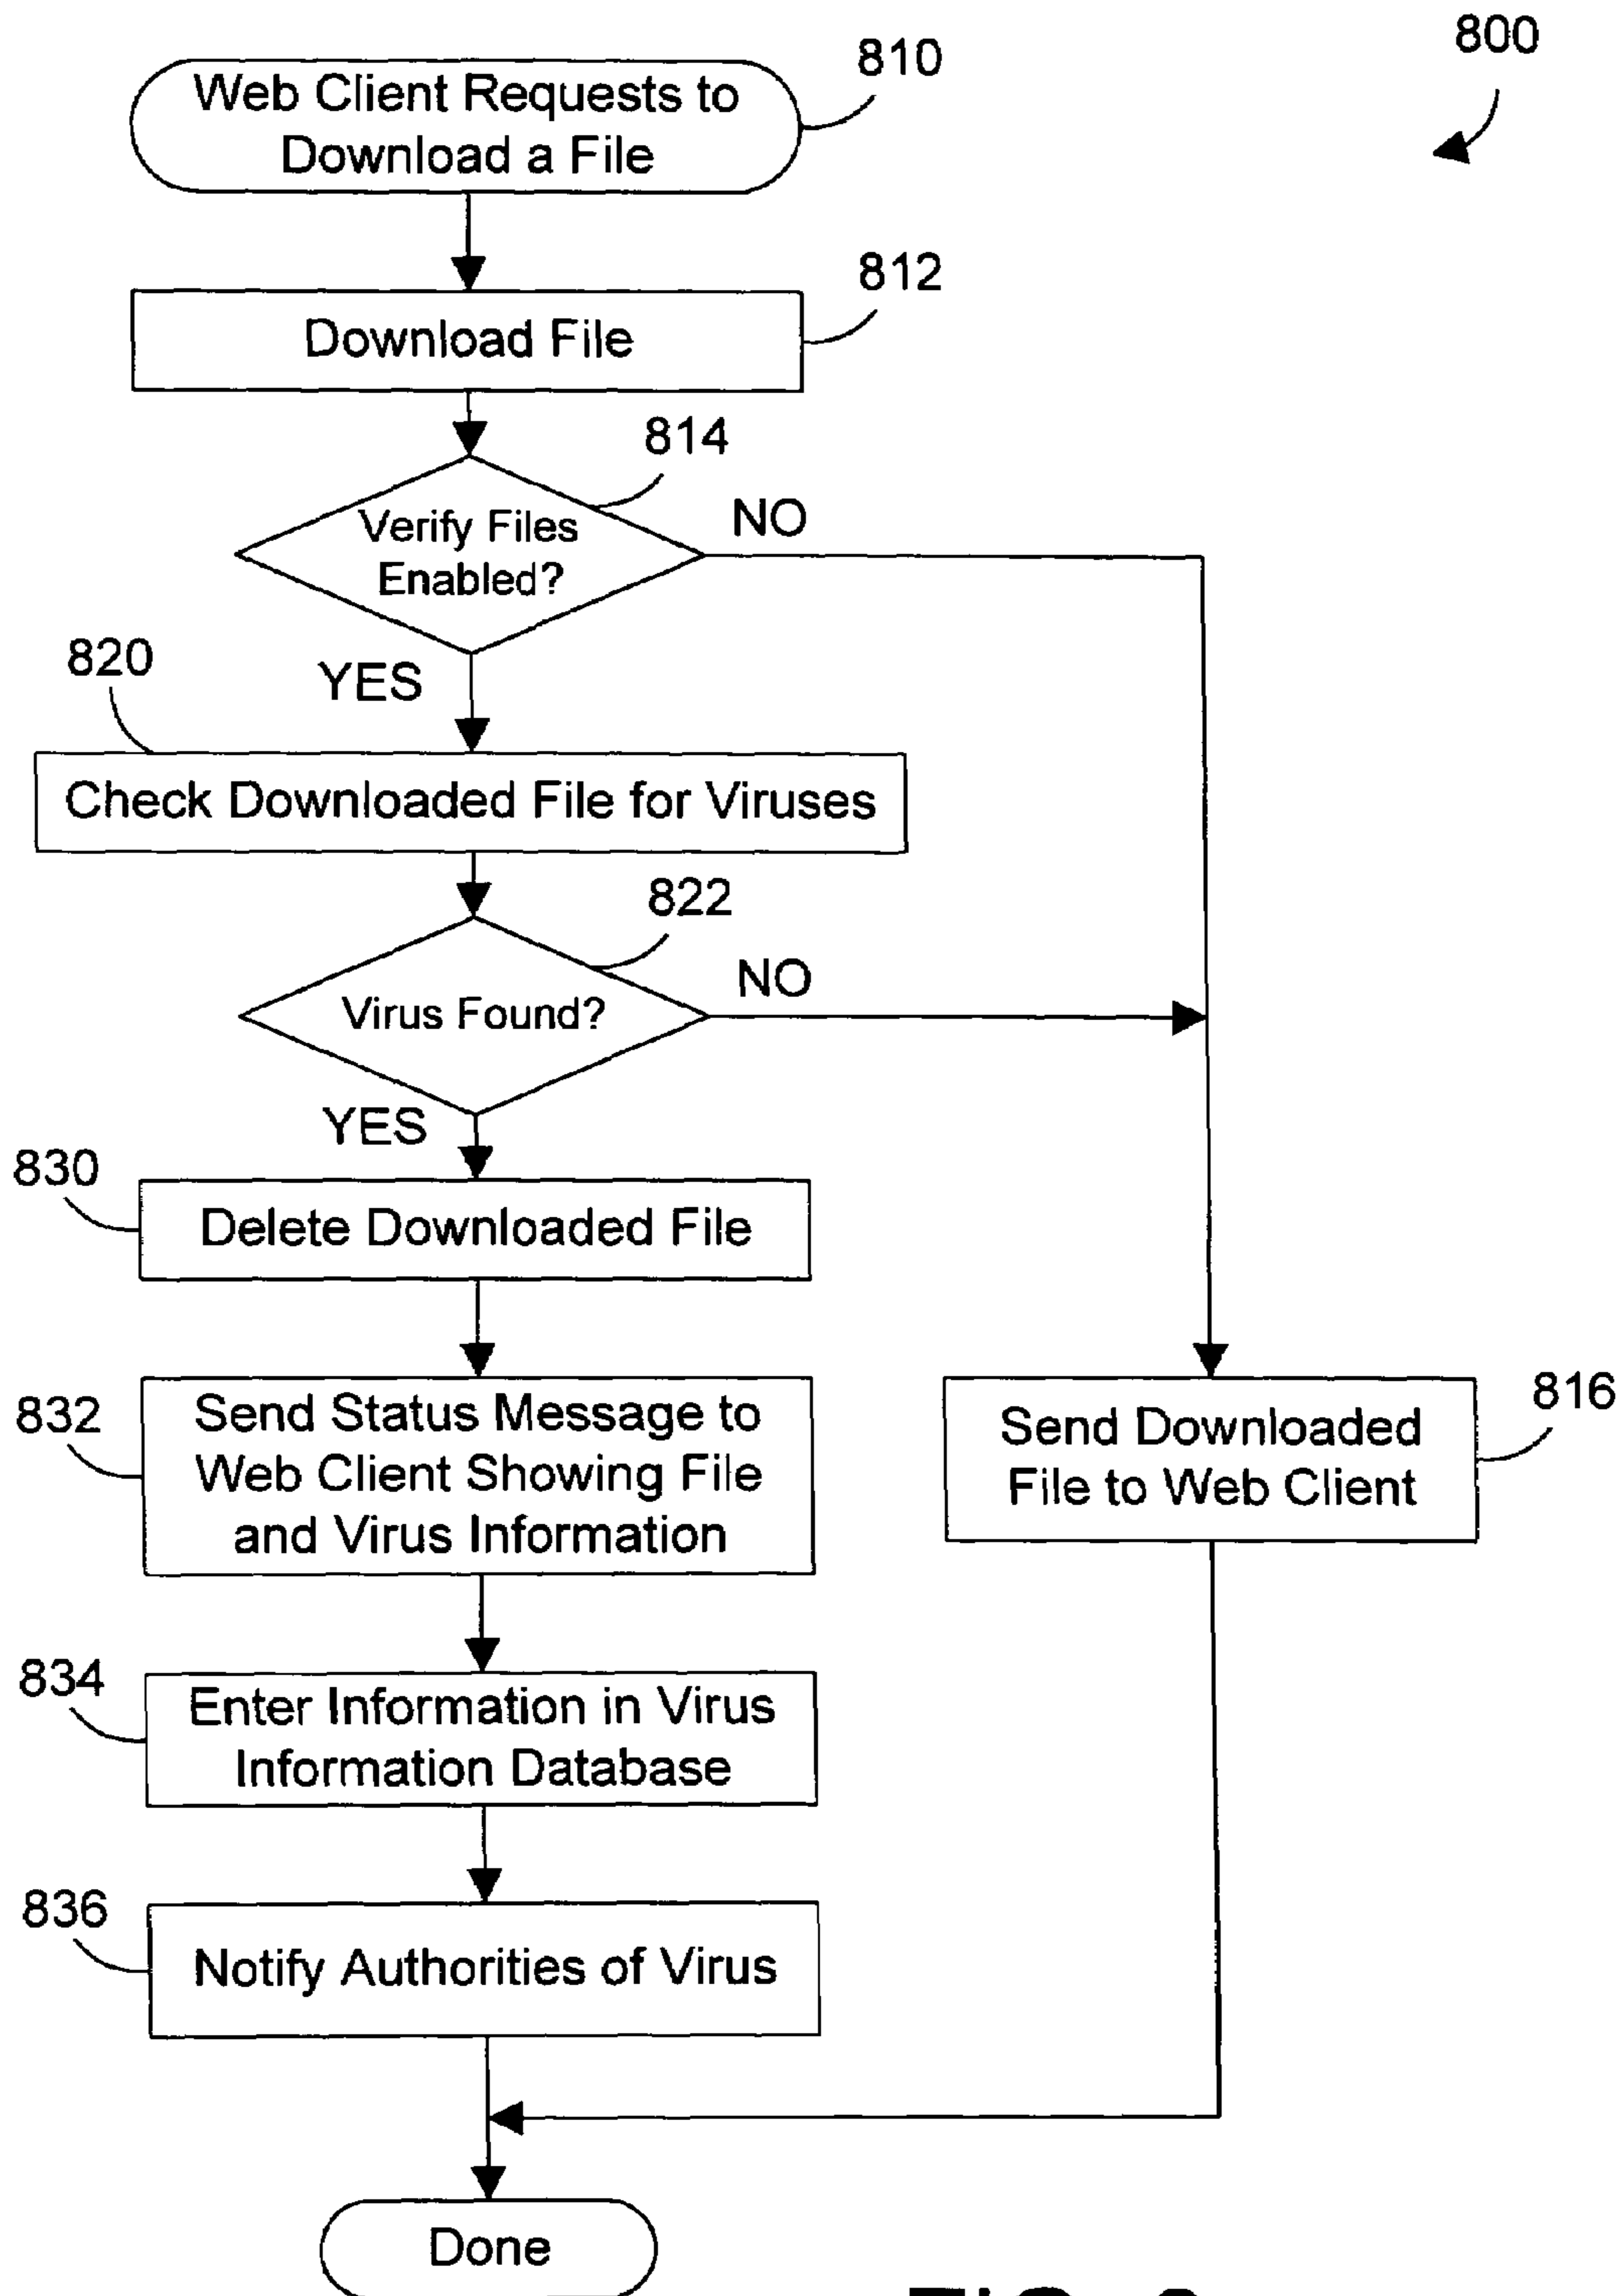 800
810
Web Client Requests to
Download a File
812
Download File
814
Verify Files
Enabled?
NO
YES
820
Check Downloaded File for Viruses
822
Virus Found?
NO
YES
830
Delete Downloaded File
832
Send Status Message to
Web Client Showing File
and Virus Information
816
Send Downloaded
File to Web Client
834
Enter Information in Virus
Information Database
836
Notify Authorities of Virus
Done